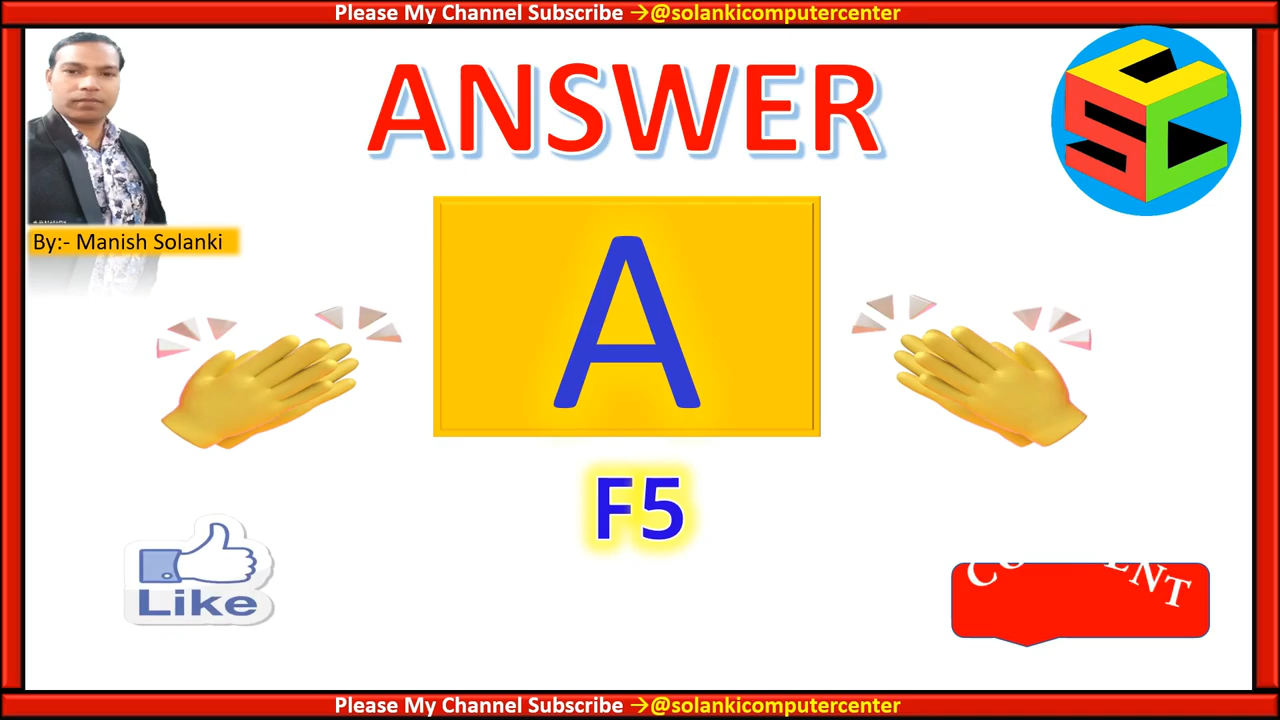 Please My Channel Subscribe →@solankicomputercenter
ANSWER
By:- Manish Solanki
A
F5
Like
Please My Channel Subscribe →@solankicomputercenter